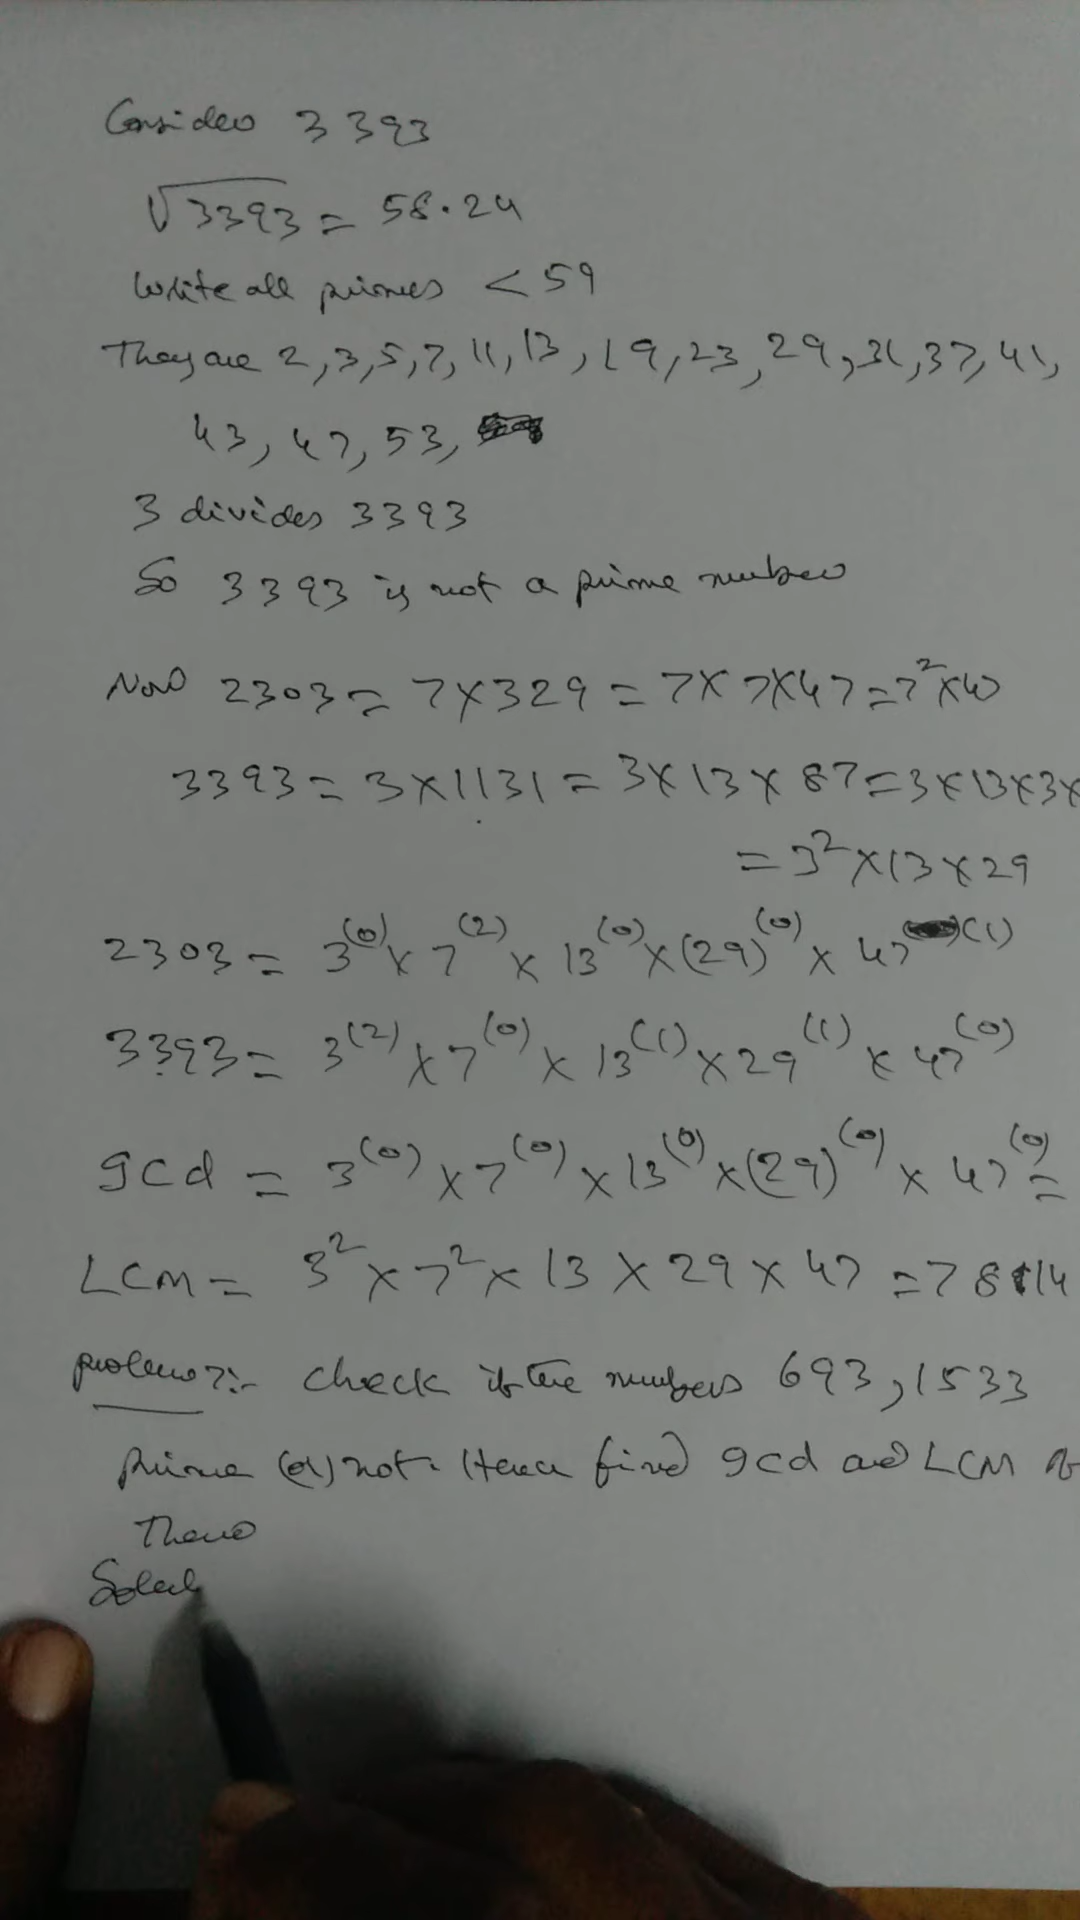 Consider 3393
√3393 = 58.24
Write all primes < 59
They are 2,3,5,7,11,13,19,23,29,31,37,41,
43,47,53,
3 divides 3393
So 3393 is not a prime number
Now 2303 = 7×329 = 7×7×47 = 7²×47
3393 = 3×1131 = 3×13×87 = 3×13×3×
= 3²×13×29
2303 = 3^(0) × 7^(2) × 13^(0) × (29)^(0) × 47^(1)
3393 = 3^(2) × 7^(0) × 13^(1) × 29^(1) × 47^(0)
gcd = 3^(0) × 7^(0) × 13^(0) × (29)^(0) × 47^(0) =
LCM = 3² × 7² × 13 × 29 × 47 = 7814
problem 7:- check if the numbers 693, 1533
prime (or) not. Hence find gcd and LCM of
them